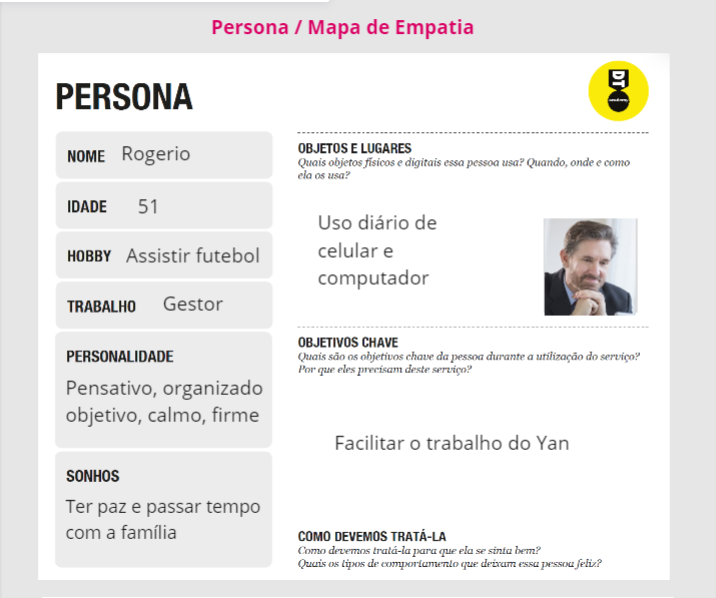 Persona / Mapa de Empatia
PERSONA
DT
academy
NOME Rogerio
IDADE 51
HOBBY Assistir futebol
TRABALHO Gestor
PERSONALIDADE
Pensativo, organizado
objetivo, calmo, firme
SONHOS
Ter paz e passar tempo
com a família
OBJETOS E LUGARES
Quais objetos físicos e digitais essa pessoa usa? Quando, onde e como
ela os usa?
Uso diário de
celular e
computador
OBJETIVOS CHAVE
Quais são os objetivos chave da pessoa durante a utilização do serviço?
Por que eles precisam deste serviço?
Facilitar o trabalho do Yan
COMO DEVEMOS TRATÁ-LA
Como devemos tratá-la para que ela se sinta bem?
Quais os tipos de comportamento que deixam essa pessoa feliz?